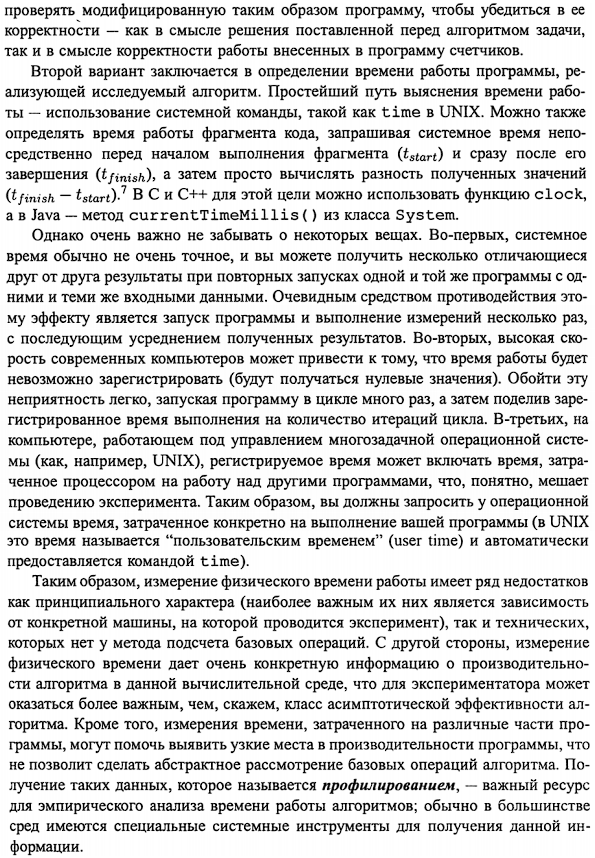 проверять модифицированную таким образом программу, чтобы убедиться в ее
корректности — как в смысле решения поставленной перед алгоритмом задачи,
так и в смысле корректности работы внесенных в программу счетчиков.
Второй вариант заключается в определении времени работы программы, ре-
ализующей исследуемый алгоритм. Простейший путь выяснения времени рабо-
ты — использование системной команды, такой как time в UNIX. Можно также
определять время работы фрагмента кода, запрашивая системное время непо-
средственно перед началом выполнения фрагмента (tstart) и сразу после его
завершения (tfinish), а затем просто вычислять разность полученных значений
(tfinish − tstart).7 В C и C++ для этой цели можно использовать функцию clock,
а в Java — метод currentTimeMillis() из класса System.
Однако очень важно не забывать о некоторых вещах. Во-первых, системное
время обычно не очень точное, и вы можете получить несколько отличающиеся
друг от друга результаты при повторных запусках одной и той же программы с од-
ними и теми же входными данными. Очевидным средством противодействия это-
му эффекту является запуск программы и выполнение измерений несколько раз,
с последующим усреднением полученных результатов. Во-вторых, высокая ско-
рость современных компьютеров может привести к тому, что время работы будет
невозможно зарегистрировать (будут получаться нулевые значения). Обойти эту
неприятность легко, запуская программу в цикле много раз, а затем поделив заре-
гистрированное время выполнения на количество итераций цикла. В-третьих, на
компьютере, работающем под управлением многозадачной операционной систе-
мы (как, например, UNIX), регистрируемое время может включать время, затра-
ченное процессором на работу над другими программами, что, понятно, мешает
проведению эксперимента. Таким образом, вы должны запросить у операционной
системы время, затраченное конкретно на выполнение вашей программы (в UNIX
это время называется “пользовательским временем” (user time) и автоматически
предоставляется командой time).
Таким образом, измерение физического времени работы имеет ряд недостатков
как принципиального характера (наиболее важным их них является зависимость
от конкретной машины, на которой проводится эксперимент), так и технических,
которых нет у метода подсчета базовых операций. С другой стороны, измерение
физического времени дает очень конкретную информацию о производительно-
сти алгоритма в данной вычислительной среде, что для экспериментатора может
оказаться более важным, чем, скажем, класс асимптотической эффективности ал-
горитма. Кроме того, измерения времени, затраченного на различные части про-
граммы, могут помочь выявить узкие места в производительности программы, что
не позволит сделать абстрактное рассмотрение базовых операций алгоритма. По-
лучение таких данных, которое называется профилированием, — важный ресурс
для эмпирического анализа времени работы алгоритмов; обычно в большинстве
сред имеются специальные системные инструменты для получения данной ин-
формации.